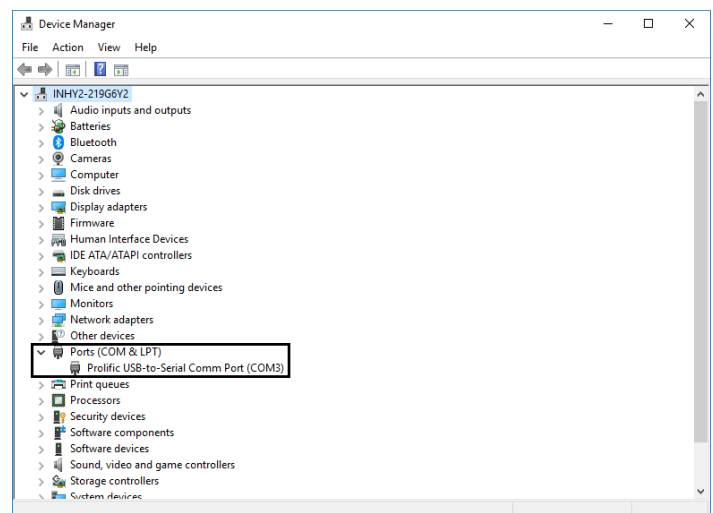 Device Manager
File Action View Help
INHY2-219G6Y2
Audio inputs and outputs
Batteries
Bluetooth
Cameras
Computer
Disk drives
Display adapters
Firmware
Human Interface Devices
IDE ATA/ATAPI controllers
Keyboards
Mice and other pointing devices
Monitors
Network adapters
Other devices
Ports (COM & LPT)
Prolific USB-to-Serial Comm Port (COM3)
Print queues
Processors
Security devices
Software components
Software devices
Sound, video and game controllers
Storage controllers
System devices